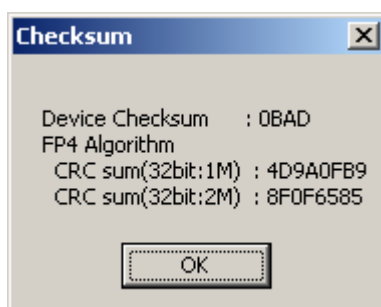 Checksum
Device Checksum : 0BAD
FP4 Algorithm
CRC sum(32bit:1M) : 4D9A0FB9
CRC sum(32bit:2M) : 8F0F6585
OK